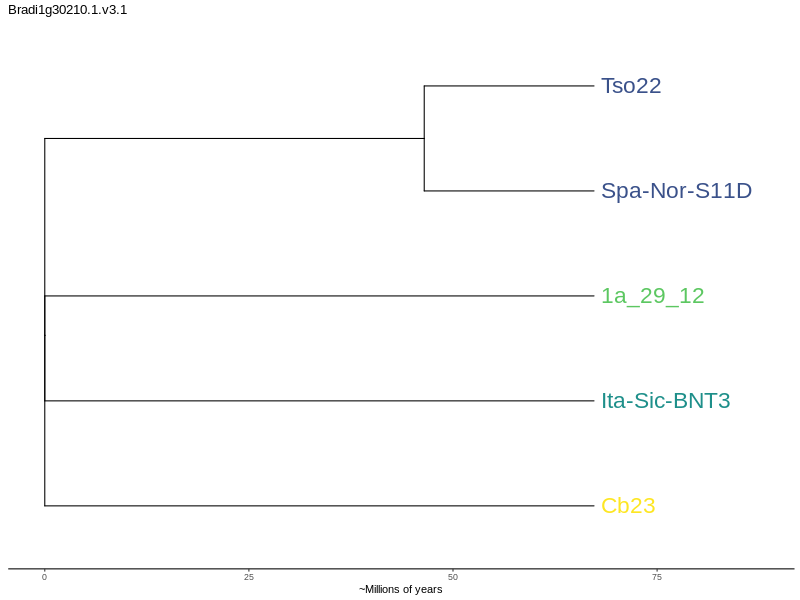 Bradi1g30210.1.v3.1
Tso22
Spa-Nor-S11D
1a_29_12
Ita-Sic-BNT3
Cb23
0 25 50 75
~Millions of years